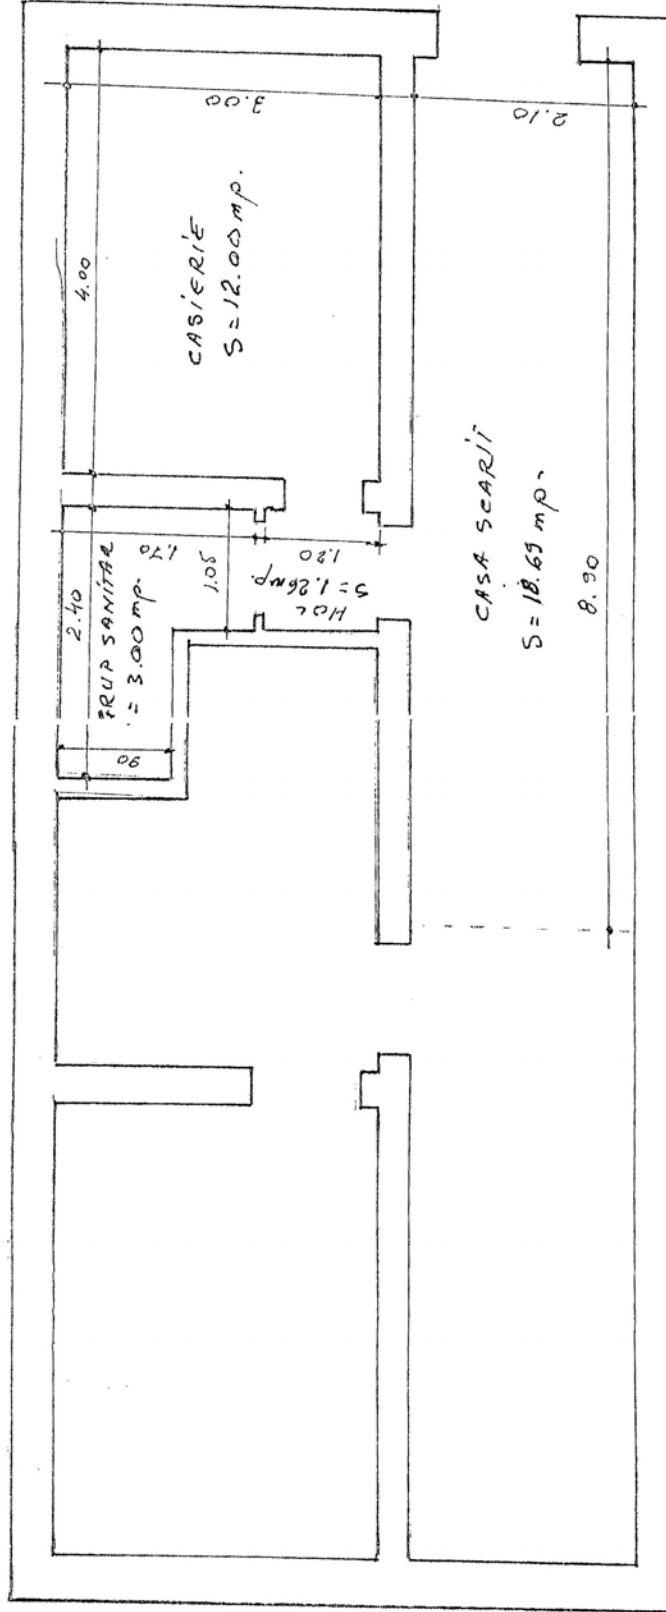 3.00
2.10
4.00
CASIERIE
S = 12.00 mp.
2.40
GRUP SANITAR
= 3.00 mp.
1.70
1.05
1.20
HOL
S = 1.26 mp.
90
CASA SCARII
S = 18.69 mp.
8.90